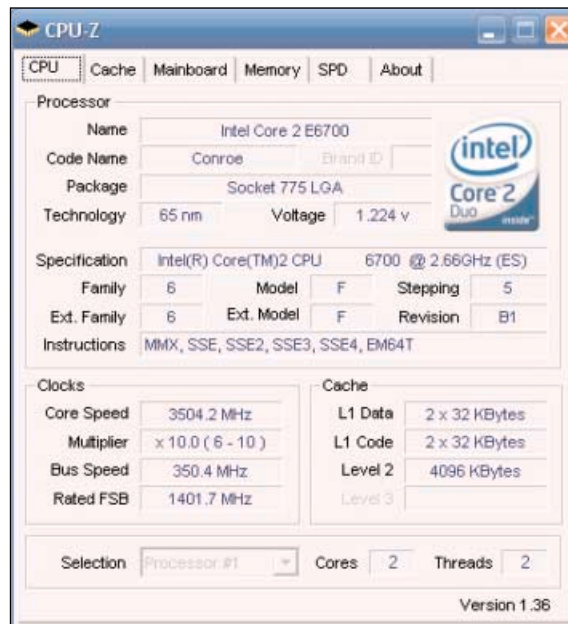 CPU-Z
CPU Cache Mainboard Memory SPD About
Processor
Name Intel Core 2 E6700
Code Name Conroe Brand ID
Package Socket 775 LGA
Technology 65 nm Voltage 1.224 v
intel
Core 2
Duo inside
Specification Intel(R) Core(TM)2 CPU 6700 @ 2.66GHz (ES)
Family 6 Model F Stepping 5
Ext. Family 6 Ext. Model F Revision B1
Instructions MMX, SSE, SSE2, SSE3, SSE4, EM64T
Clocks
Core Speed 3504.2 MHz
Multiplier x 10.0 ( 6 - 10 )
Bus Speed 350.4 MHz
Rated FSB 1401.7 MHz
Cache
L1 Data 2 x 32 KBytes
L1 Code 2 x 32 KBytes
Level 2 4096 KBytes
Level 3
Selection Processor #1 Cores 2 Threads 2
Version 1.36